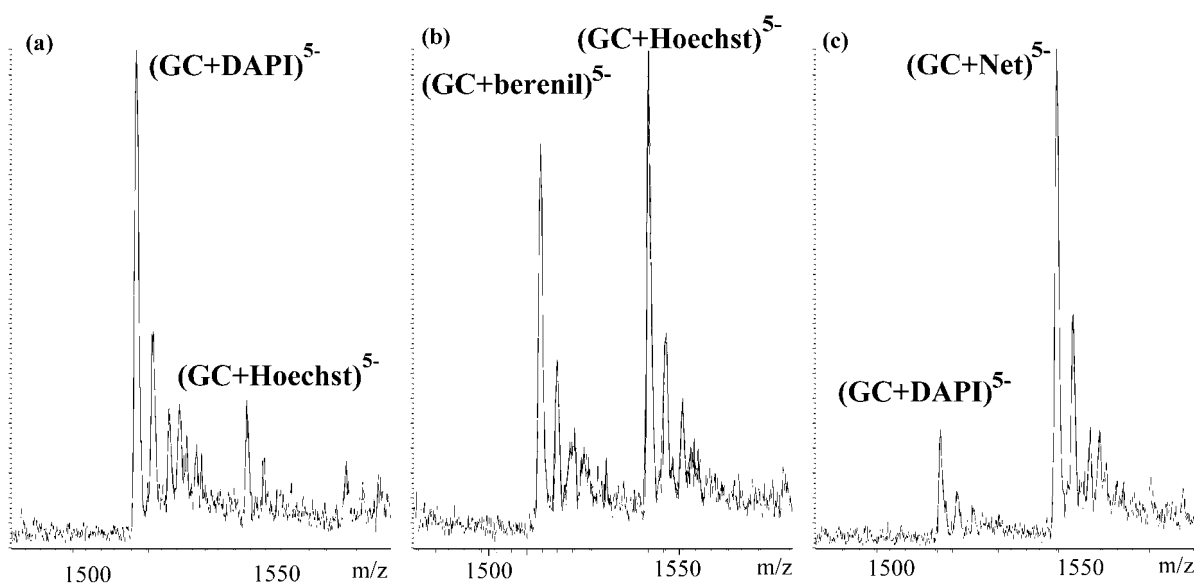 (a)
(GC+DAPI)⁵⁻
(GC+Hoechst)⁵⁻
1500 1550 m/z
(b)
(GC+Hoechst)⁵⁻
(GC+berenil)⁵⁻
1500 1550 m/z
(c)
(GC+Net)⁵⁻
(GC+DAPI)⁵⁻
1500 1550 m/z